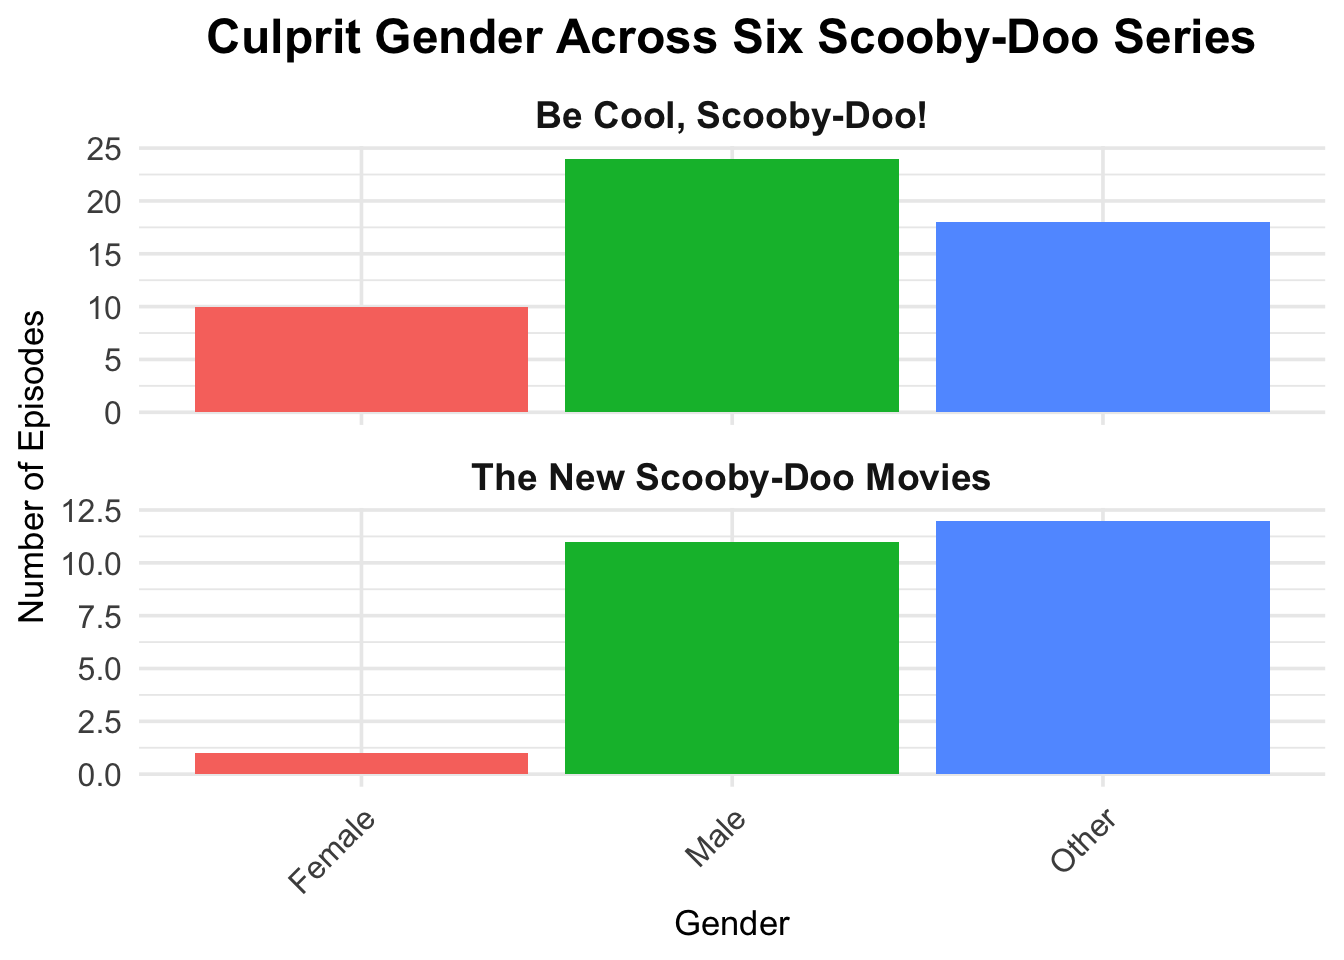 Culprit Gender Across Six Scooby-Doo Series
Be Cool, Scooby-Doo!
25
20
15
10
5
0
Number of Episodes
The New Scooby-Doo Movies
12.5
10.0
7.5
5.0
2.5
0.0
Female
Male
Other
Gender